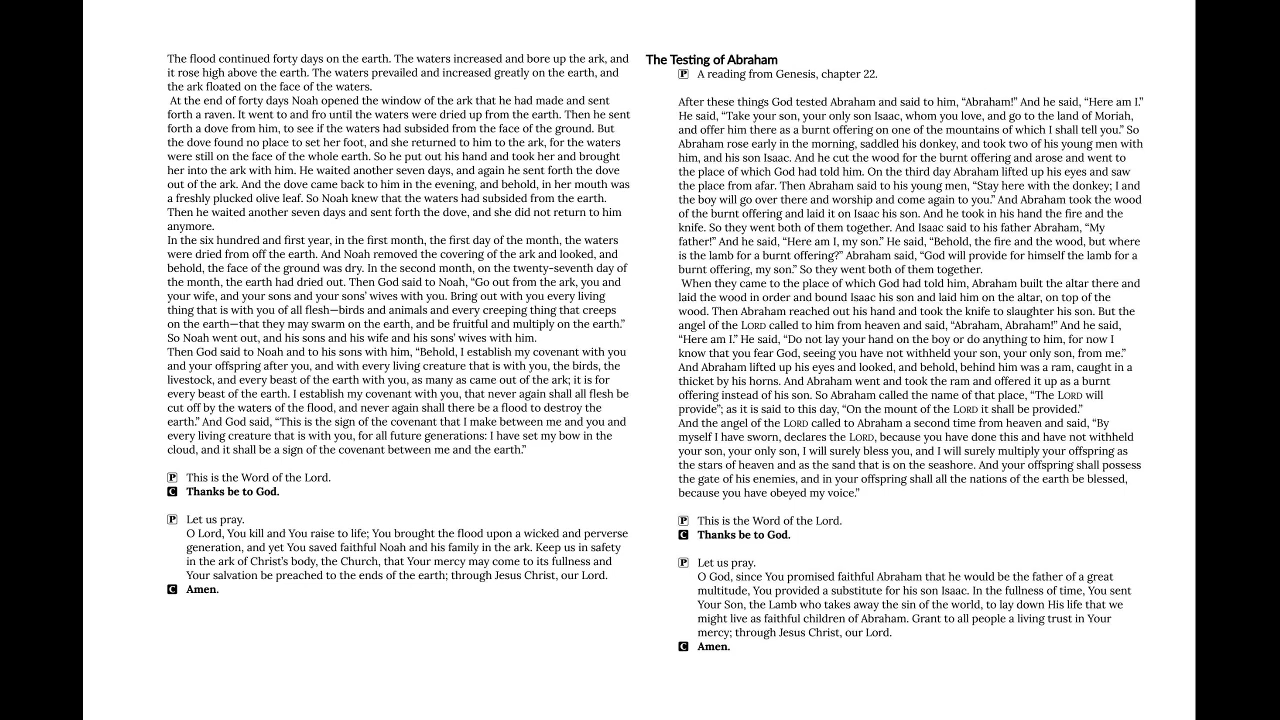 The flood continued forty days on the earth. The waters increased and bore up the ark, and
it rose high above the earth. The waters prevailed and increased greatly on the earth, and
the ark floated on the face of the waters.
At the end of forty days Noah opened the window of the ark that he had made and sent
forth a raven. It went to and fro until the waters were dried up from the earth. Then he sent
forth a dove from him, to see if the waters had subsided from the face of the ground. But
the dove found no place to set her foot, and she returned to him to the ark, for the waters
were still on the face of the whole earth. So he put out his hand and took her and brought
her into the ark with him. He waited another seven days, and again he sent forth the dove
out of the ark. And the dove came back to him in the evening, and behold, in her mouth was
a freshly plucked olive leaf. So Noah knew that the waters had subsided from the earth.
Then he waited another seven days and sent forth the dove, and she did not return to him
anymore.
In the six hundred and first year, in the first month, the first day of the month, the waters
were dried from off the earth. And Noah removed the covering of the ark and looked, and
behold, the face of the ground was dry. In the second month, on the twenty-seventh day of
the month, the earth had dried out. Then God said to Noah, “Go out from the ark, you and
your wife, and your sons and your sons’ wives with you. Bring out with you every living
thing that is with you of all flesh—birds and animals and every creeping thing that creeps
on the earth—that they may swarm on the earth, and be fruitful and multiply on the earth.”
So Noah went out, and his sons and his wife and his sons’ wives with him.
Then God said to Noah and to his sons with him, “Behold, I establish my covenant with you
and your offspring after you, and with every living creature that is with you, the birds, the
livestock, and every beast of the earth with you, as many as came out of the ark; it is for
every beast of the earth. I establish my covenant with you, that never again shall all flesh be
cut off by the waters of the flood, and never again shall there be a flood to destroy the
earth.” And God said, “This is the sign of the covenant that I make between me and you and
every living creature that is with you, for all future generations: I have set my bow in the
cloud, and it shall be a sign of the covenant between me and the earth.”
P This is the Word of the Lord.
C Thanks be to God.
P Let us pray.
O Lord, You kill and You raise to life; You brought the flood upon a wicked and perverse
generation, and yet You saved faithful Noah and his family in the ark. Keep us in safety
in the ark of Christ’s body, the Church, that Your mercy may come to its fullness and
Your salvation be preached to the ends of the earth; through Jesus Christ, our Lord.
C Amen.
The Testing of Abraham
P A reading from Genesis, chapter 22.
After these things God tested Abraham and said to him, “Abraham!” And he said, “Here am I.”
He said, “Take your son, your only son Isaac, whom you love, and go to the land of Moriah,
and offer him there as a burnt offering on one of the mountains of which I shall tell you.” So
Abraham rose early in the morning, saddled his donkey, and took two of his young men with
him, and his son Isaac. And he cut the wood for the burnt offering and arose and went to
the place of which God had told him. On the third day Abraham lifted up his eyes and saw
the place from afar. Then Abraham said to his young men, “Stay here with the donkey; I and
the boy will go over there and worship and come again to you.” And Abraham took the wood
of the burnt offering and laid it on Isaac his son. And he took in his hand the fire and the
knife. So they went both of them together. And Isaac said to his father Abraham, “My
father!” And he said, “Here am I, my son.” He said, “Behold, the fire and the wood, but where
is the lamb for a burnt offering?” Abraham said, “God will provide for himself the lamb for a
burnt offering, my son.” So they went both of them together.
When they came to the place of which God had told him, Abraham built the altar there and
laid the wood in order and bound Isaac his son and laid him on the altar, on top of the
wood. Then Abraham reached out his hand and took the knife to slaughter his son. But the
angel of the LORD called to him from heaven and said, “Abraham, Abraham!” And he said,
“Here am I.” He said, “Do not lay your hand on the boy or do anything to him, for now I
know that you fear God, seeing you have not withheld your son, your only son, from me.”
And Abraham lifted up his eyes and looked, and behold, behind him was a ram, caught in a
thicket by his horns. And Abraham went and took the ram and offered it up as a burnt
offering instead of his son. So Abraham called the name of that place, “The LORD will
provide”; as it is said to this day, “On the mount of the LORD it shall be provided.”
And the angel of the LORD called to Abraham a second time from heaven and said, “By
myself I have sworn, declares the LORD, because you have done this and have not withheld
your son, your only son, I will surely bless you, and I will surely multiply your offspring as
the stars of heaven and as the sand that is on the seashore. And your offspring shall possess
the gate of his enemies, and in your offspring shall all the nations of the earth be blessed,
because you have obeyed my voice.”
P This is the Word of the Lord.
C Thanks be to God.
P Let us pray.
O God, since You promised faithful Abraham that he would be the father of a great
multitude, You provided a substitute for his son Isaac. In the fullness of time, You sent
Your Son, the Lamb who takes away the sin of the world, to lay down His life that we
might live as faithful children of Abraham. Grant to all people a living trust in Your
mercy; through Jesus Christ, our Lord.
C Amen.